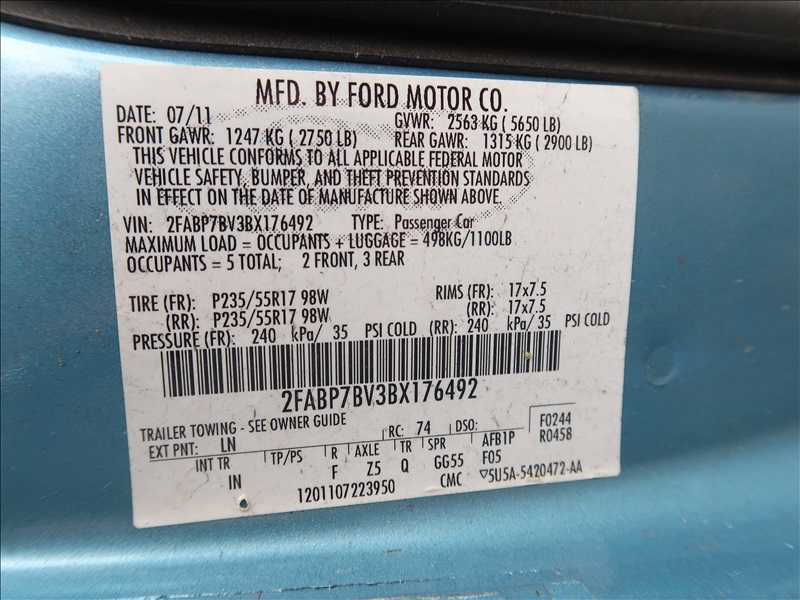 MFD. BY FORD MOTOR CO.
DATE: 07/11 GVWR: 2563 KG ( 5650 LB)
FRONT GAWR: 1247 KG ( 2750 LB) REAR GAWR: 1315 KG ( 2900 LB)
THIS VEHICLE CONFORMS TO ALL APPLICABLE FEDERAL MOTOR
VEHICLE SAFETY, BUMPER, AND THEFT PREVENTION STANDARDS
IN EFFECT ON THE DATE OF MANUFACTURE SHOWN ABOVE.
VIN: 2FABP7BV3BX176492 TYPE: Passenger Car
MAXIMUM LOAD = OCCUPANTS + LUGGAGE = 498KG/1100LB
OCCUPANTS = 5 TOTAL; 2 FRONT, 3 REAR
TIRE (FR): P235/55R17 98W RIMS (FR): 17x7.5
(RR): P235/55R17 98W (RR): 17x7.5
PRESSURE (FR): 240 kPa/ 35 PSI COLD (RR): 240 kPa/ 35 PSI COLD
2FABP7BV3BX176492
TRAILER TOWING - SEE OWNER GUIDE RC: 74 DSO: F0244
EXT PNT: LN R0458
INT TR TP/PS R AXLE TR SPR AFB1P
IN F Z5 Q GG55 F05
1201107223950 CMC ▽5U5A-5420472-AA